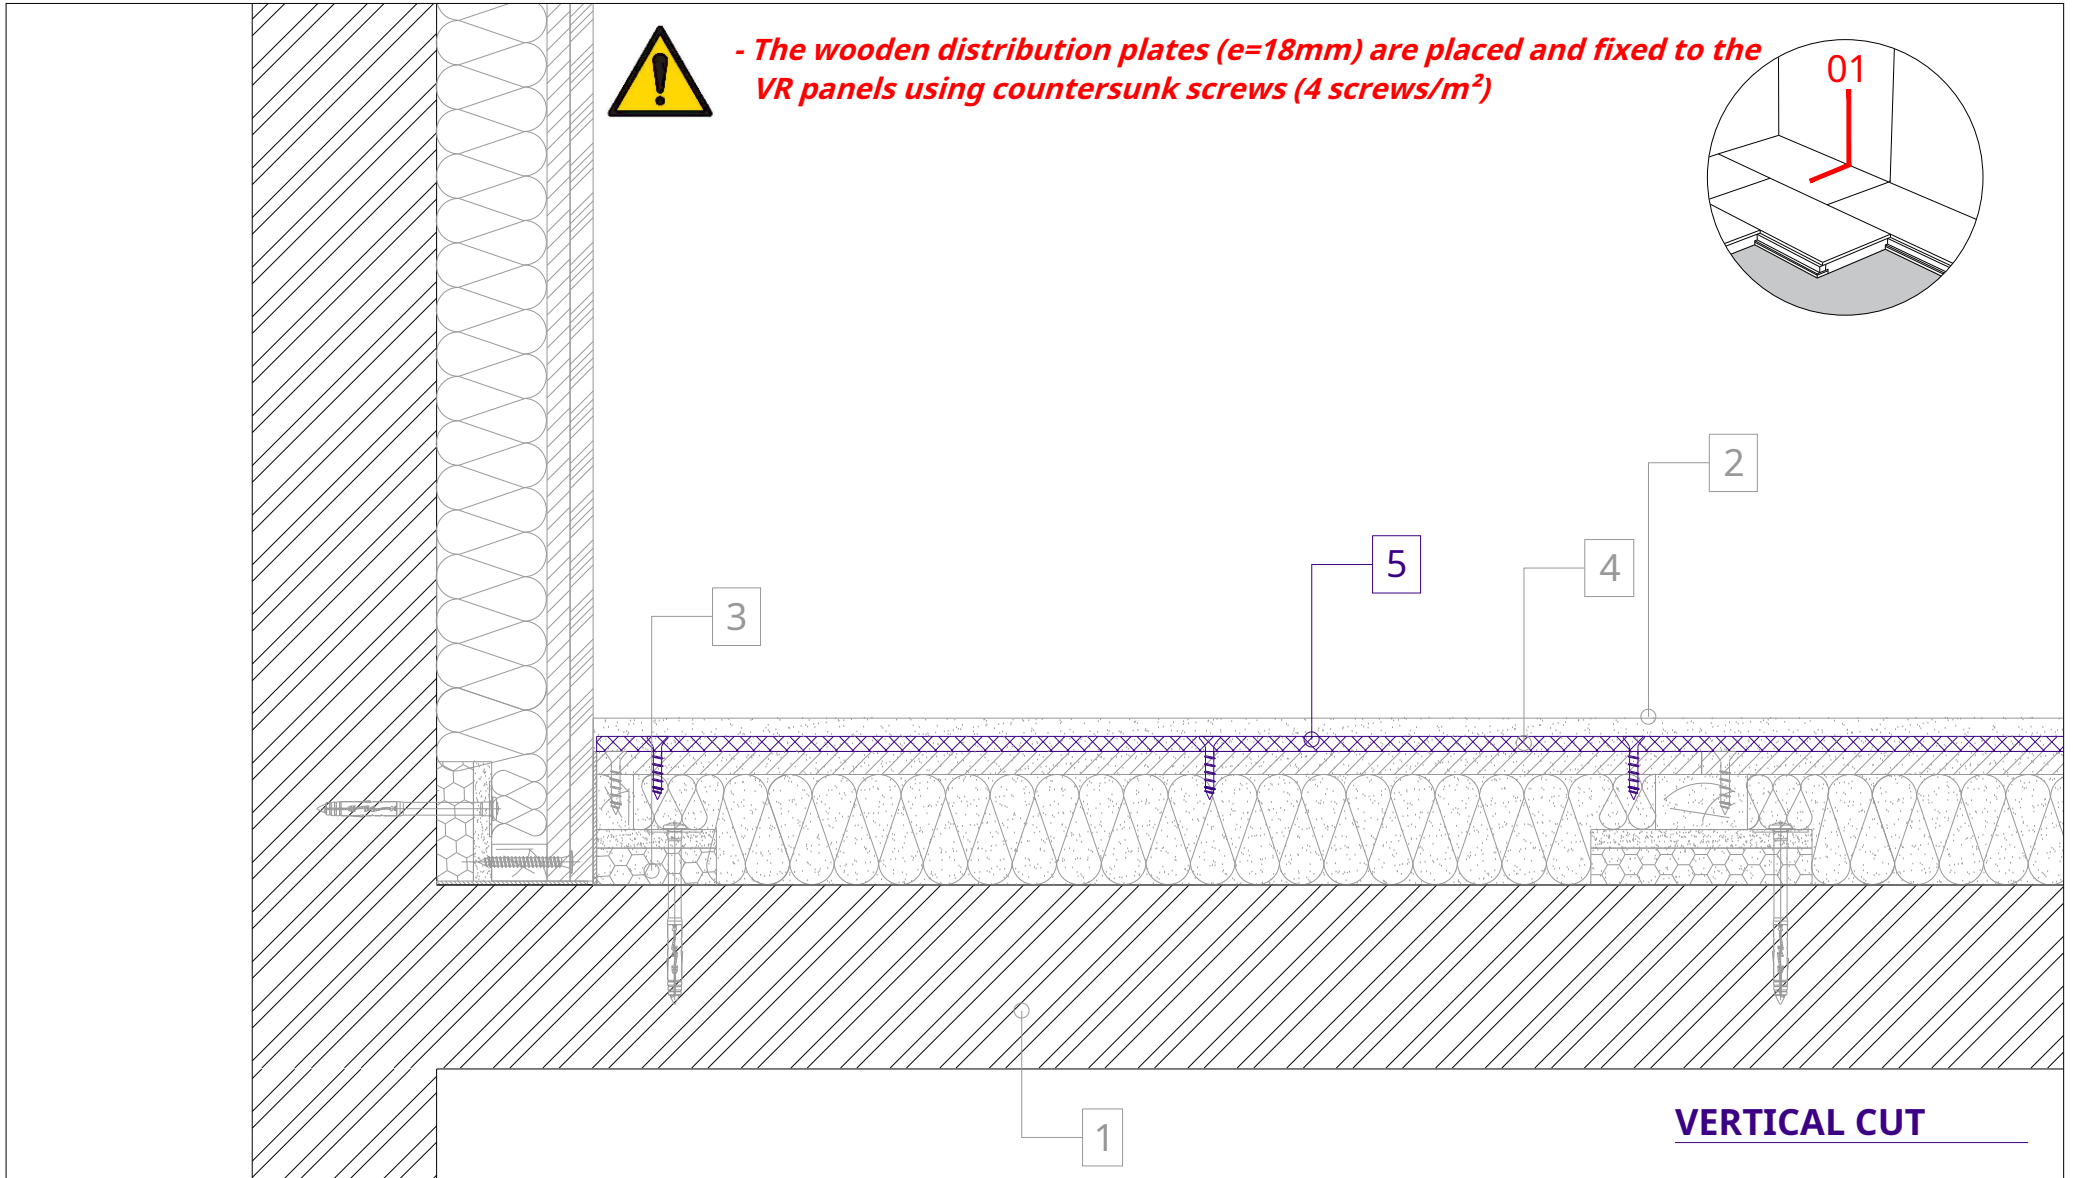 - The wooden distribution plates (e=18mm) are placed and fixed to the
VR panels using countersunk screws (4 screws/m²)
01
2
5
4
3
1
VERTICAL CUT